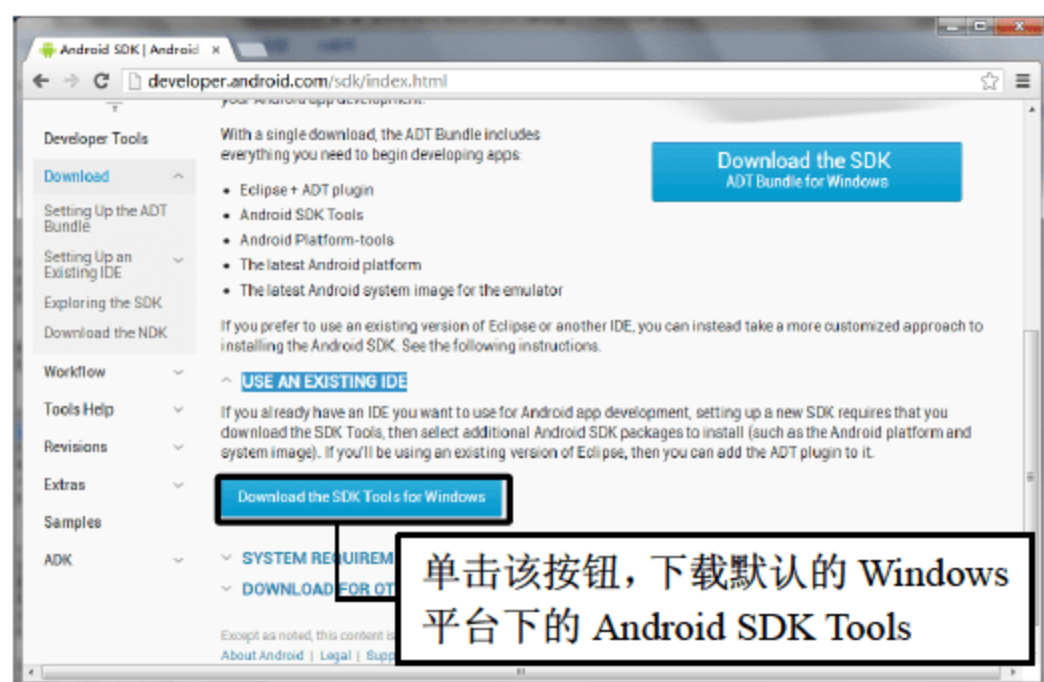 Android SDK | Android
developer.android.com/sdk/index.html
your Android app development.
Developer Tools
Download
Setting Up the ADT
Bundle
Setting Up an
Existing IDE
Exploring the SDK
Download the NDK
Workflow
Tools Help
Revisions
Extras
Samples
ADK
With a single download, the ADT Bundle includes
everything you need to begin developing apps:
• Eclipse + ADT plugin
• Android SDK Tools
• Android Platform-tools
• The latest Android platform
• The latest Android system image for the emulator
Download the SDK
ADT Bundle for Windows
If you prefer to use an existing version of Eclipse or another IDE, you can instead take a more customized approach to
installing the Android SDK. See the following instructions.
USE AN EXISTING IDE
If you already have an IDE you want to use for Android app development, setting up a new SDK requires that you
download the SDK Tools, then select additional Android SDK packages to install (such as the Android platform and
system image). If you'll be using an existing version of Eclipse, then you can add the ADT plugin to it.
Download the SDK Tools for Windows
SYSTEM REQUIREM
DOWNLOAD FOR OT
单击该按钮，下载默认的 Windows
平台下的 Android SDK Tools
Except as noted, this content is
About Android | Legal | Supp